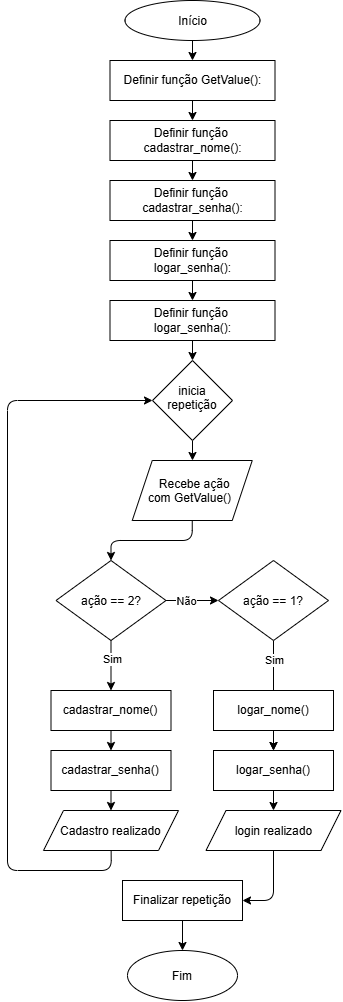 Início
Definir função GetValue():
Definir função
cadastrar_nome():
Definir função
cadastrar_senha():
Definir função
logar_senha():
Definir função
logar_senha():
inicia
repetição
Recebe ação
com GetValue()
ação == 2?
Não
ação == 1?
Sim
Sim
cadastrar_nome()
logar_nome()
cadastrar_senha()
logar_senha()
Cadastro realizado
login realizado
Finalizar repetição
Fim